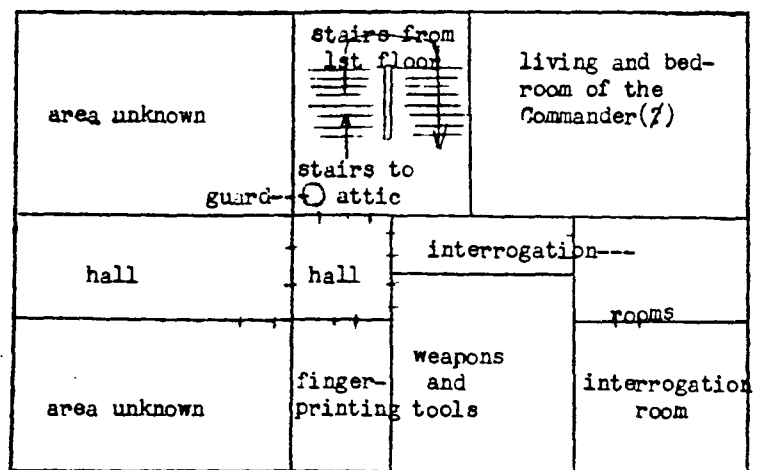 stairs from
1st floor
living and bed-
room of the
Commander(?)
area unknown
stairs to
guard-- attic
interrogation---
hall
hall
rooms
weapons
and
tools
finger-
printing
interrogation
room
area unknown